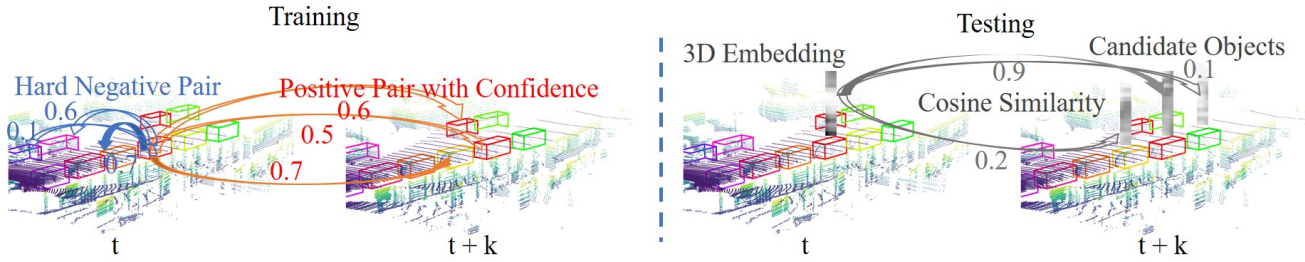 Training
Hard Negative Pair
Positive Pair with Confidence
0.6
0.6
0.1
0.5
0.7
0.7
t
t + k
Testing
3D Embedding
Candidate Objects
0.9
0.1
Cosine Similarity
0.2
t
t + k